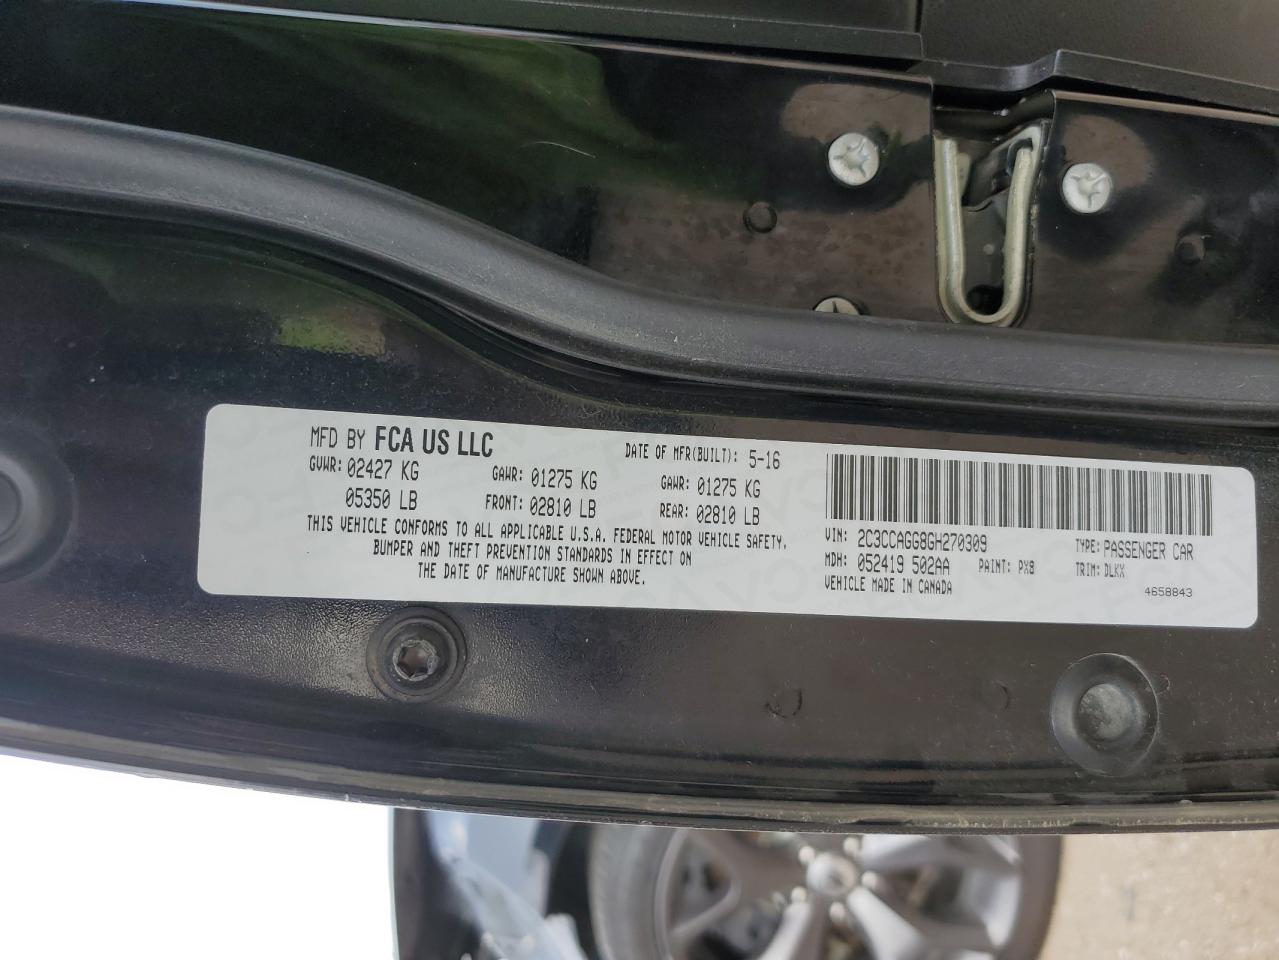 MFD BY FCA US LLC DATE OF MFR(BUILT): 5-16
GVWR: 02427 KG GAWR: 01275 KG GAWR: 01275 KG
05350 LB FRONT: 02810 LB REAR: 02810 LB
THIS VEHICLE CONFORMS TO ALL APPLICABLE U.S.A. FEDERAL MOTOR VEHICLE SAFETY,
BUMPER AND THEFT PREVENTION STANDARDS IN EFFECT ON
THE DATE OF MANUFACTURE SHOWN ABOVE.
VIN: 2C3CCAGG8GH270309 TYPE: PASSENGER CAR
MDH: 052419 502AA PAINT: PX8 TRIM: DLKX
VEHICLE MADE IN CANADA 4658843